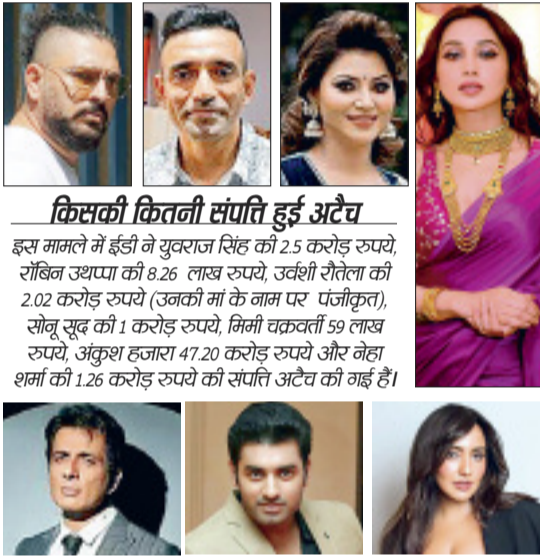 किसकी कितनी संपत्ति हुई अटैच
इस मामले में ईडी ने युवराज सिंह की 2.5 करोड़ रुपये,
रॉबिन उथप्पा की 8.26 लाख रुपये, उर्वशी रौतेला की
2.02 करोड़ रुपये (उनकी मां के नाम पर पंजीकृत),
सोनू सूद की 1 करोड़ रुपये, मिमी चक्रवर्ती 59 लाख
रुपये, अंकुश हजारा 47.20 करोड़ रुपये और नेहा
शर्मा की 1.26 करोड़ रुपये की संपत्ति अटैच की गई हैं।